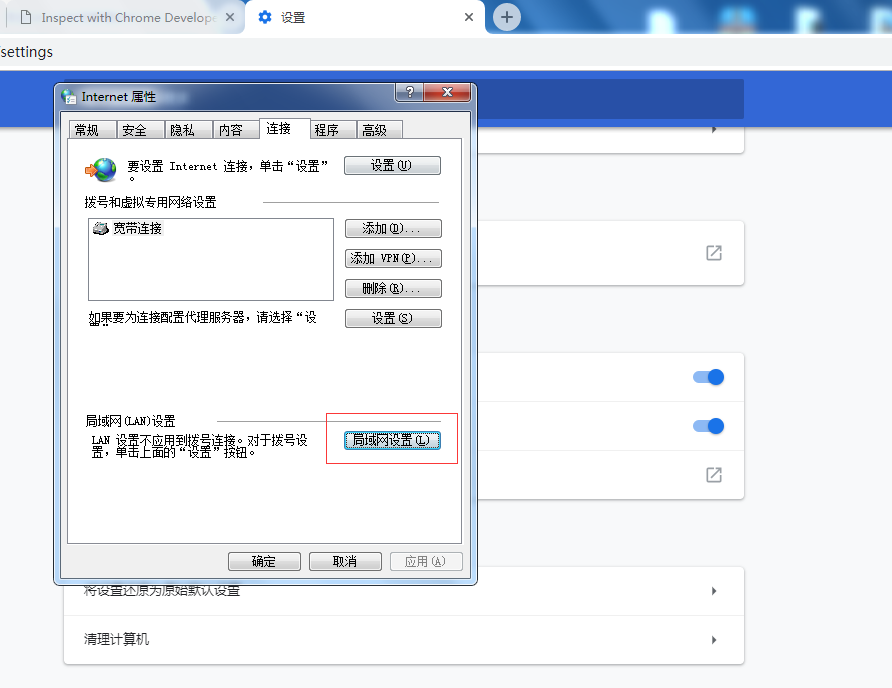 Inspect with Chrome Develope
设置
settings
Internet 属性
常规
安全
隐私
内容
连接
程序
高级
要设置 Internet 连接，单击“设置”
。
设置(U)
拨号和虚拟专用网络设置
宽带连接
添加(D)...
添加 VPN(P)...
删除(R)...
如果要为连接配置代理服务器，请选择“设
设置(S)
局域网(LAN)设置
LAN 设置不应用到拨号连接。对于拨号设
置，单击上面的“设置”按钮。
局域网设置(L)
确定
取消
应用(A)
将设置还原为原始默认设置
清理计算机